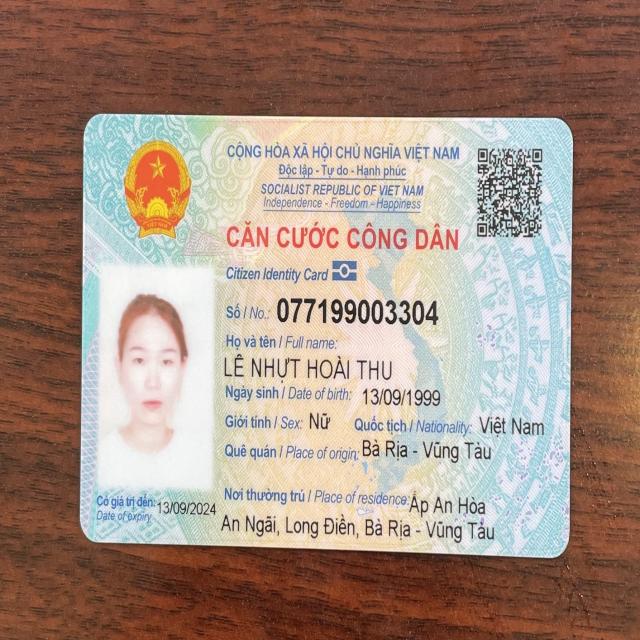 CỘNG HÒA XÃ HỘI CHỦ NGHĨA VIỆT NAM
Độc lập - Tự do - Hạnh phúc
SOCIALIST REPUBLIC OF VIET NAM
Independence - Freedom - Happiness
CĂN CƯỚC CÔNG DÂN
Citizen Identity Card
Số / No.: 077199003304
Họ và tên / Full name:
LÊ NHỰT HOÀI THU
Ngày sinh / Date of birth: 13/09/1999
Giới tính / Sex: Nữ Quốc tịch / Nationality: Việt Nam
Quê quán / Place of origin: Bà Rịa - Vũng Tàu
Nơi thường trú / Place of residence: Ấp An Hòa
An Ngãi, Long Điền, Bà Rịa - Vũng Tàu
Có giá trị đến: 13/09/2024
Date of expiry